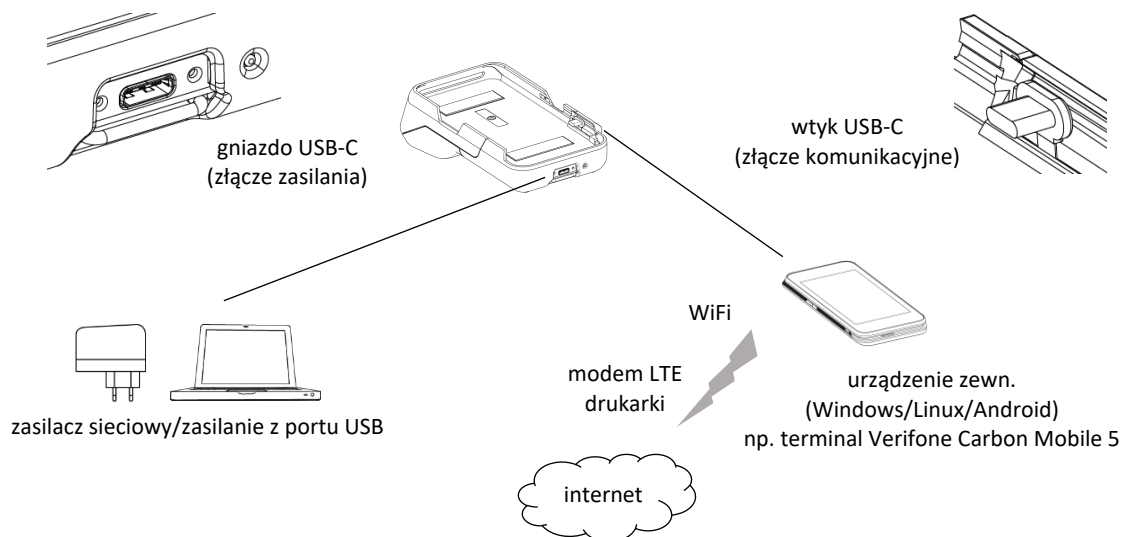 gniazdo USB-C
(złącze zasilania)
wtyk USB-C
(złącze komunikacyjne)
WiFi
modem LTE
drukarki
urządzenie zewn.
(Windows/Linux/Android)
np. terminal Verifone Carbon Mobile 5
zasilacz sieciowy/zasilanie z portu USB
internet